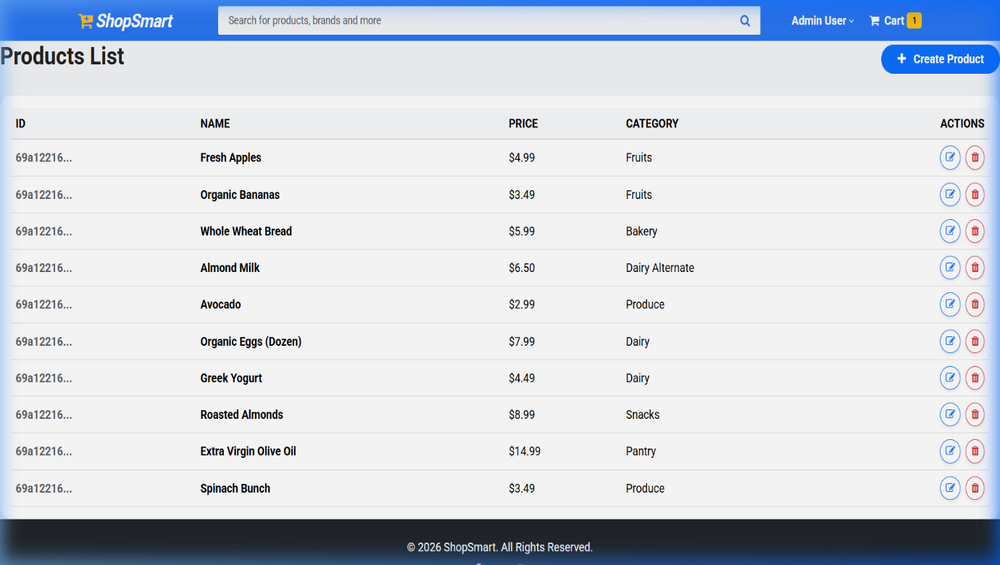 ShopSmart Search for products, brands and more Admin User Cart 1
Products List
Create Product
ID NAME PRICE CATEGORY ACTIONS
69a12216... Fresh Apples $4.99 Fruits
69a12216... Organic Bananas $3.49 Fruits
69a12216... Whole Wheat Bread $5.99 Bakery
69a12216... Almond Milk $6.50 Dairy Alternate
69a12216... Avocado $2.99 Produce
69a12216... Organic Eggs (Dozen) $7.99 Dairy
69a12216... Greek Yogurt $4.49 Dairy
69a12216... Roasted Almonds $8.99 Snacks
69a12216... Extra Virgin Olive Oil $14.99 Pantry
69a12216... Spinach Bunch $3.49 Produce
© 2026 ShopSmart. All Rights Reserved.